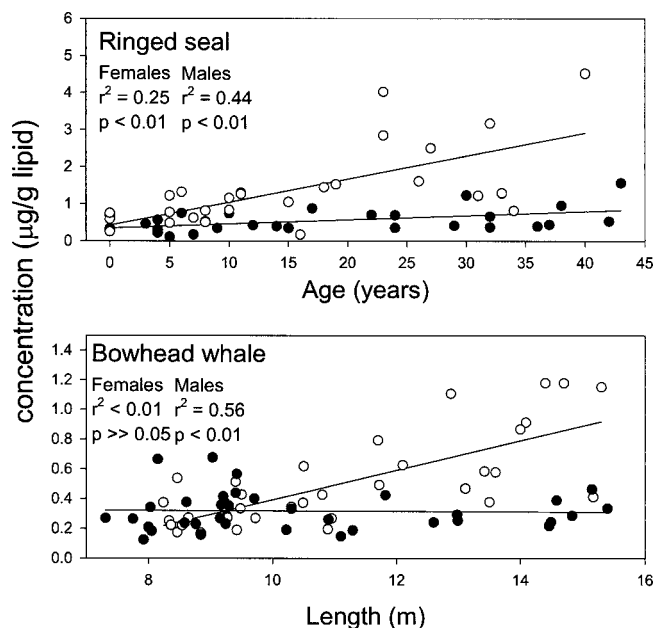 concentration (µg/g lipid)
6
5
4
3
2
1
0
Ringed seal
Females Males
r² = 0.25 r² = 0.44
p < 0.01 p < 0.01
0 5 10 15 20 25 30 35 40 45
Age (years)
1.4
1.2
1.0
0.8
0.6
0.4
0.2
0.0
Bowhead whale
Females Males
r² < 0.01 r² = 0.56
p >> 0.05 p < 0.01
8 10 12 14 16
Length (m)